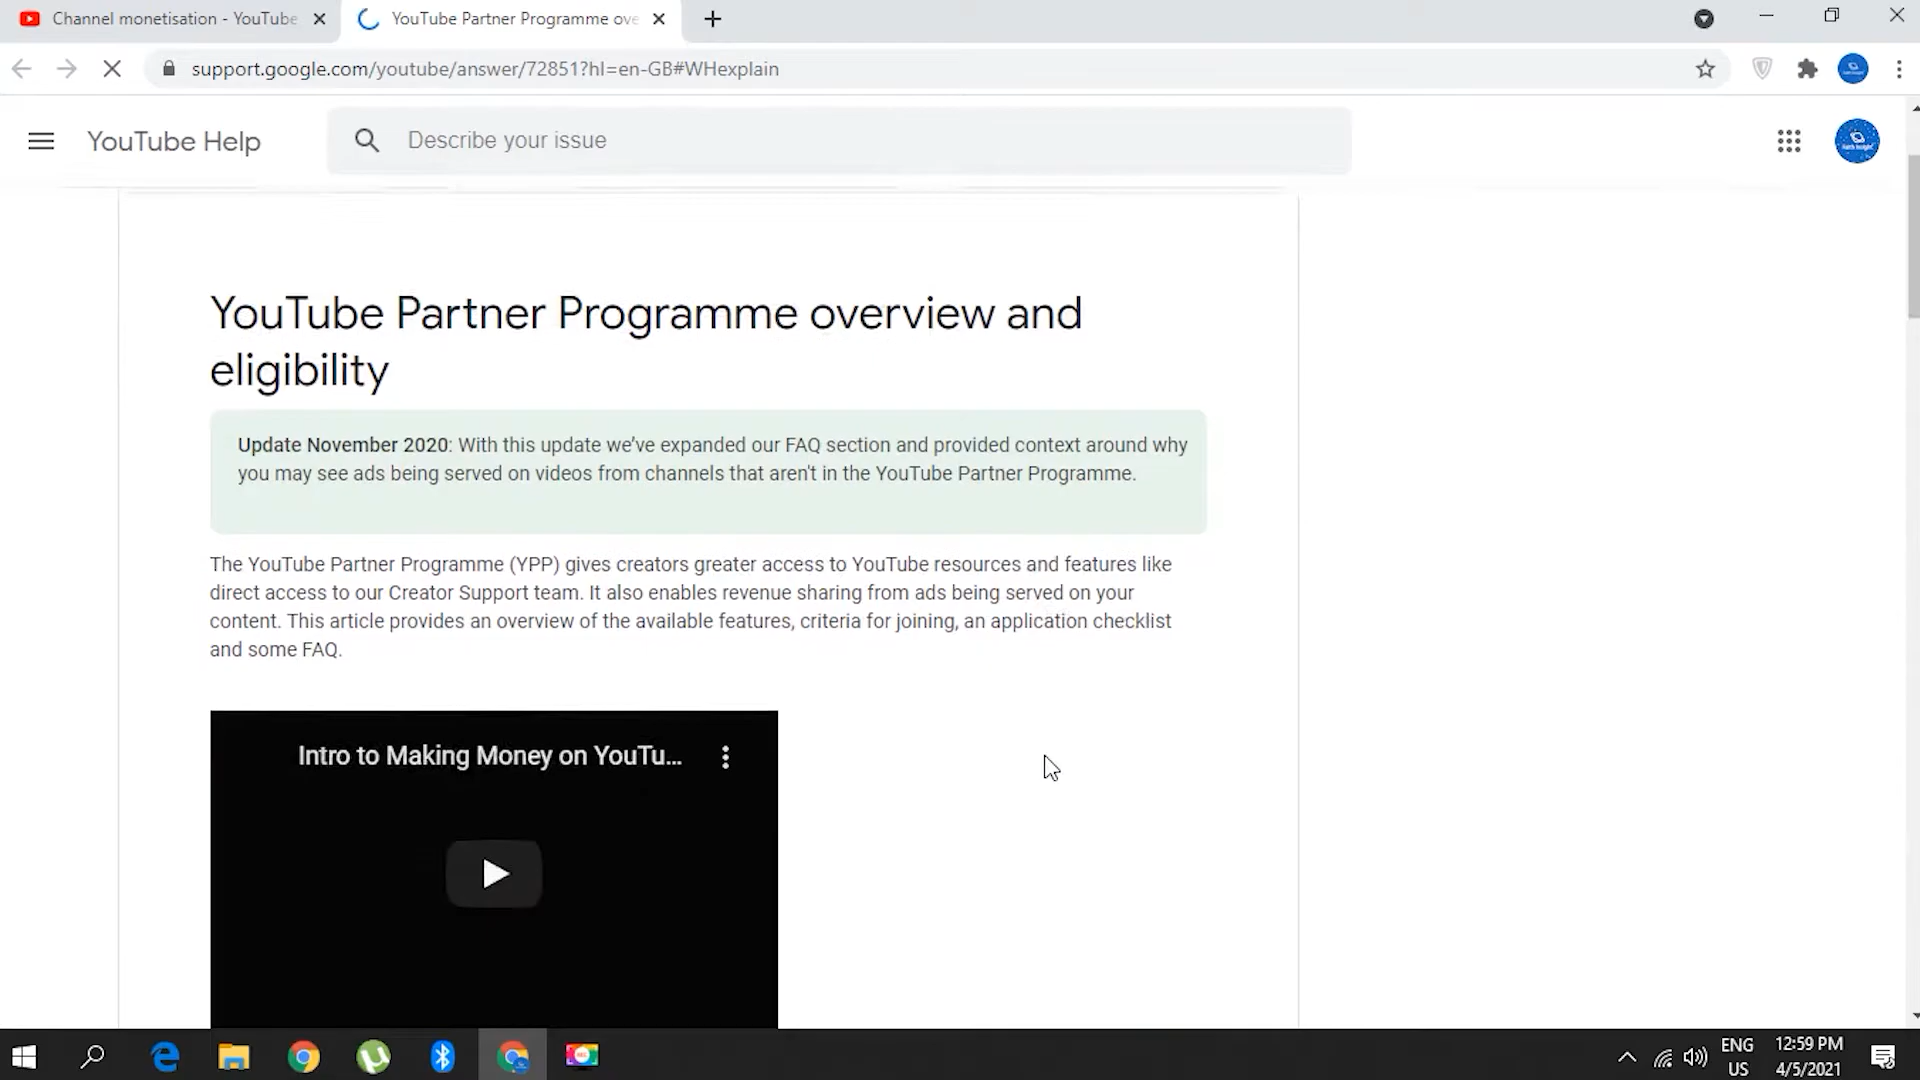 Channel monetisation - YouTube
YouTube Partner Programme ove
support.google.com/youtube/answer/72851?hl=en-GB#WHexplain
YouTube Help
Describe your issue
YouTube Partner Programme overview and
eligibility
Update November 2020: With this update we've expanded our FAQ section and provided context around why
you may see ads being served on videos from channels that aren't in the YouTube Partner Programme.
The YouTube Partner Programme (YPP) gives creators greater access to YouTube resources and features like
direct access to our Creator Support team. It also enables revenue sharing from ads being served on your
content. This article provides an overview of the available features, criteria for joining, an application checklist
and some FAQ.
Intro to Making Money on YouTu...
ENG
US
12:59 PM
4/5/2021